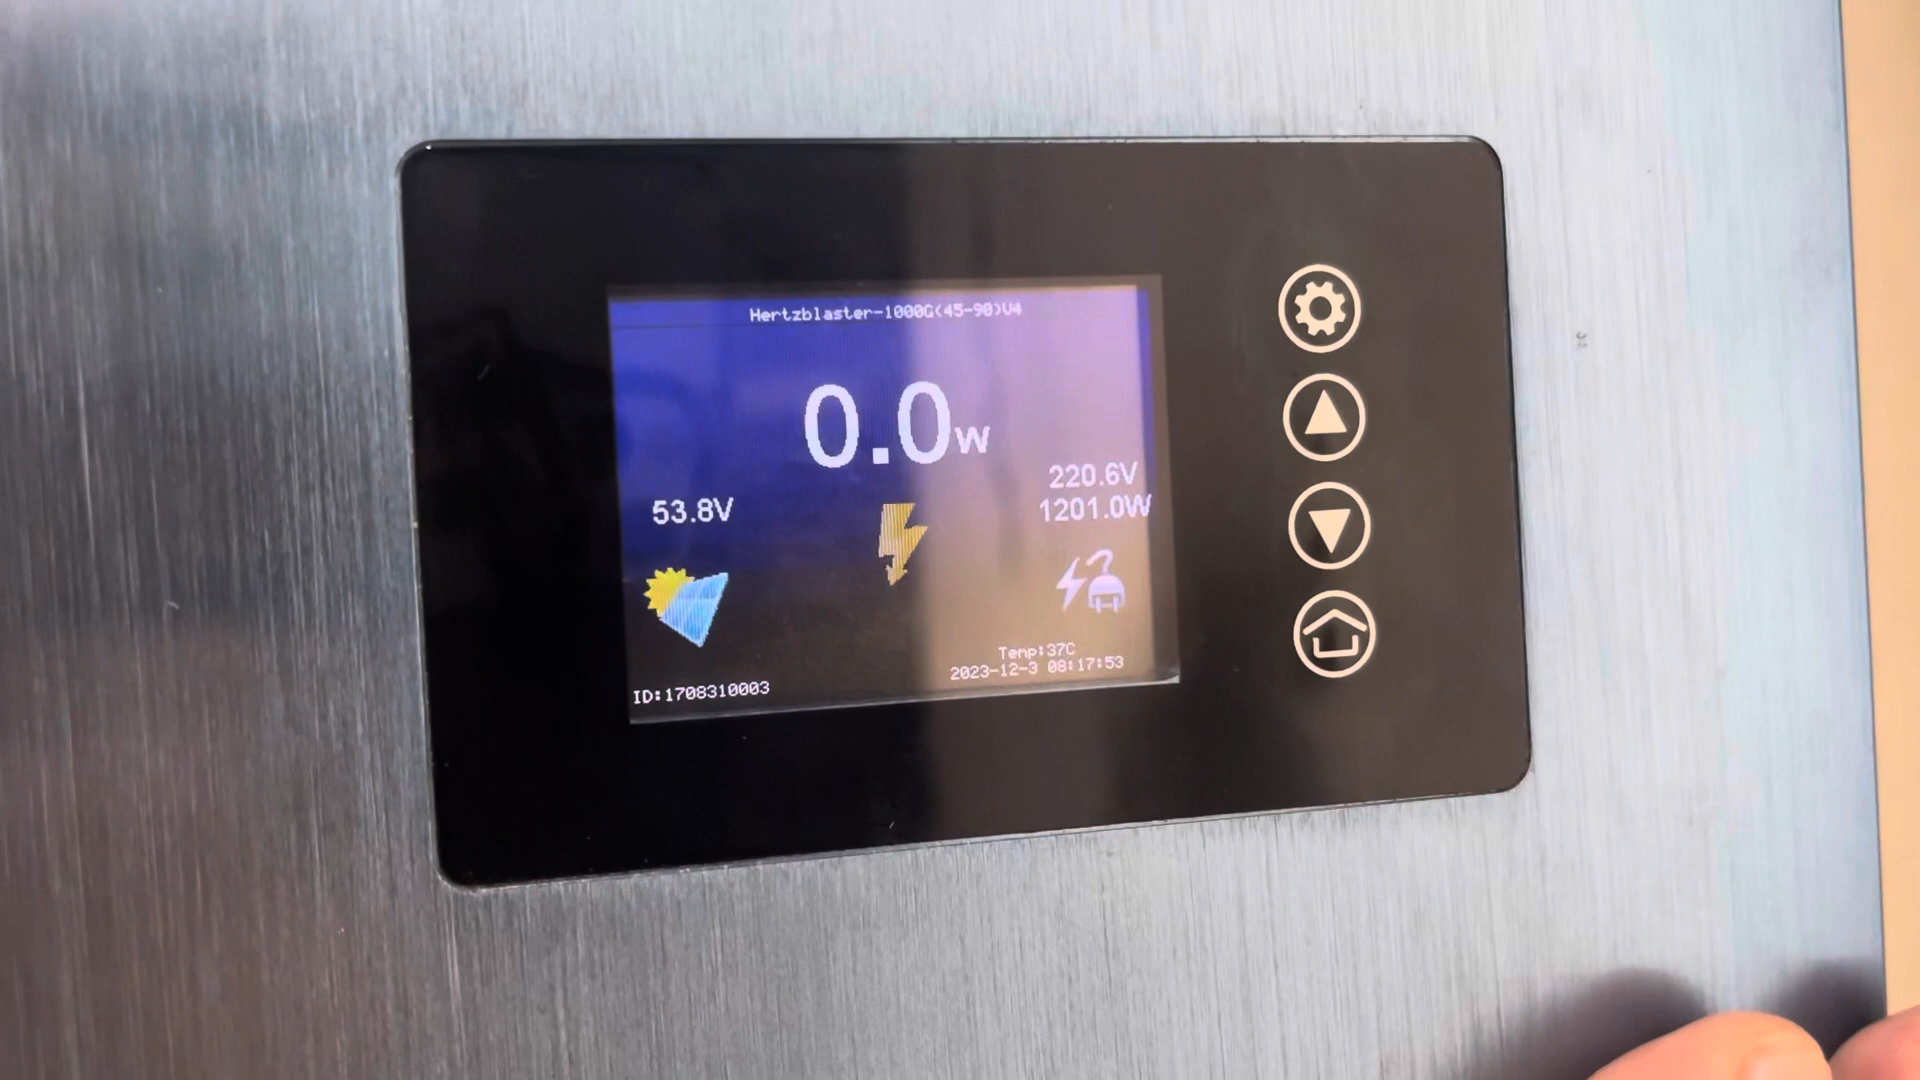 Hertzblaster-1000G(45-90)V4
0.0W
220.6V
53.8V
1201.0W
Temp:37C
2023-12-3 08:17:53
ID:1708310003